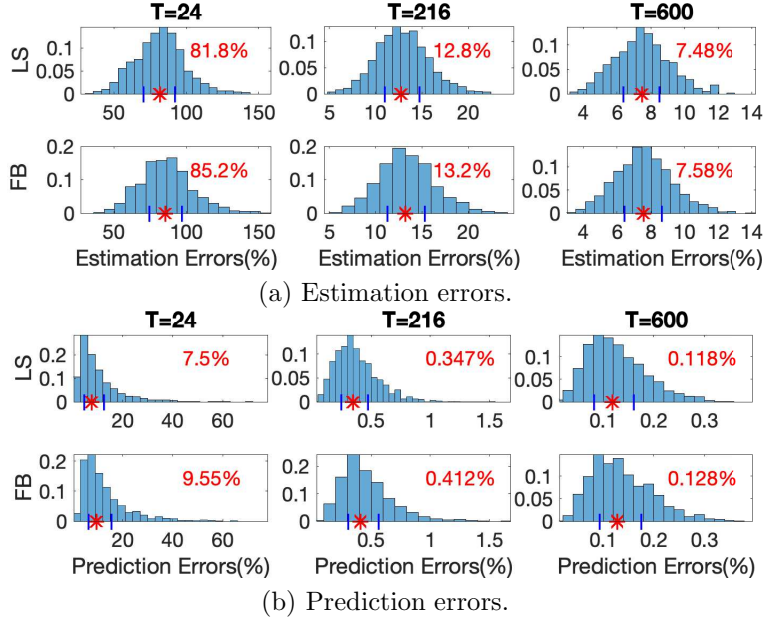 T=24 T=216 T=600
LS 0.1 0.05 0 81.8% 50 100 150
0.1 0.05 0 12.8% 5 10 15 20
0.1 0.05 0 7.48% 4 6 8 10 12 14
FB 0.2 0.1 0 85.2% 50 100 150
0.2 0.1 0 13.2% 5 10 15 20
0.1 0.05 0 7.58% 4 6 8 10 12 14
Estimation Errors(%) Estimation Errors(%) Estimation Errors(%)
(a) Estimation errors.
T=24 T=216 T=600
LS 0.2 0.1 0 7.5% 20 40 60
0.1 0.05 0 0.347% 0.5 1 1.5
0.1 0.05 0 0.118% 0.1 0.2 0.3
FB 0.2 0.1 0 9.55% 20 40 60
0.2 0.1 0 0.412% 0.5 1 1.5
0.1 0.05 0 0.128% 0.1 0.2 0.3
Prediction Errors(%) Prediction Errors(%) Prediction Errors(%)
(b) Prediction errors.